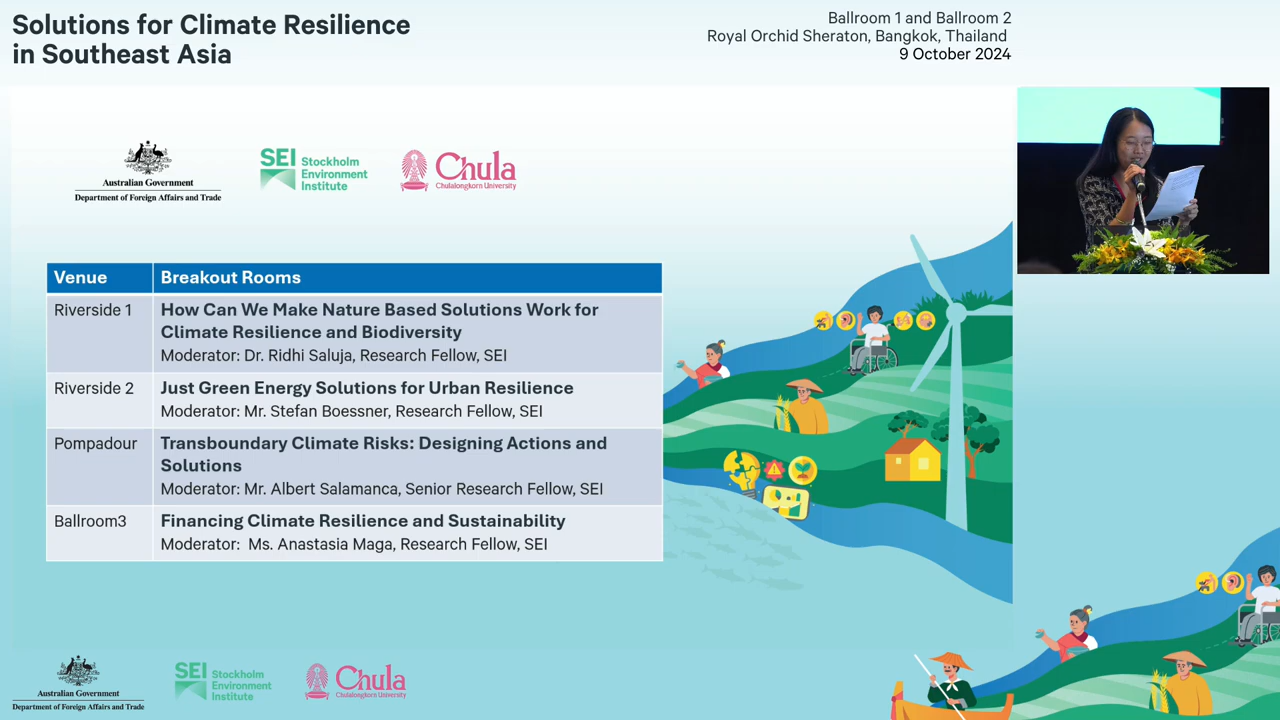 Solutions for Climate Resilience
in Southeast Asia
Ballroom 1 and Ballroom 2
Royal Orchid Sheraton, Bangkok, Thailand
9 October 2024
Australian Government
Department of Foreign Affairs and Trade
SEI Stockholm
Environment
Institute
Chula
Chulalongkorn University
Venue Breakout Rooms
Riverside 1 How Can We Make Nature Based Solutions Work for
Climate Resilience and Biodiversity
Moderator: Dr. Ridhi Saluja, Research Fellow, SEI
Riverside 2 Just Green Energy Solutions for Urban Resilience
Moderator: Mr. Stefan Boessner, Research Fellow, SEI
Pompadour Transboundary Climate Risks: Designing Actions and
Solutions
Moderator: Mr. Albert Salamanca, Senior Research Fellow, SEI
Ballroom3 Financing Climate Resilience and Sustainability
Moderator: Ms. Anastasia Maga, Research Fellow, SEI
Australian Government
Department of Foreign Affairs and Trade
SEI Stockholm
Environment
Institute
Chula
Chulalongkorn University